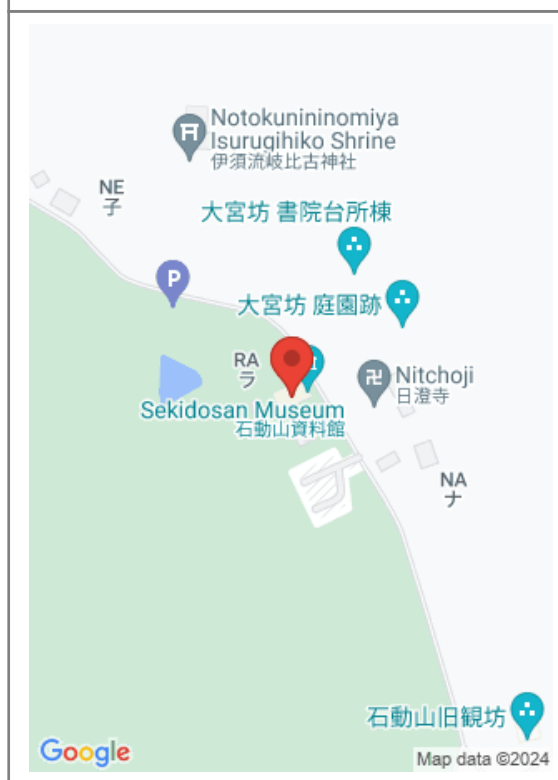 Notokunininomiya
Isurugihiko Shrine
伊須流岐比古神社
NE
子
大宮坊 書院台所棟
P
大宮坊 庭園跡
RA
ラ
Nitchoji
日澄寺
Sekidosan Museum
石動山資料館
NA
ナ
石動山旧観坊
Google
Map data ©2024